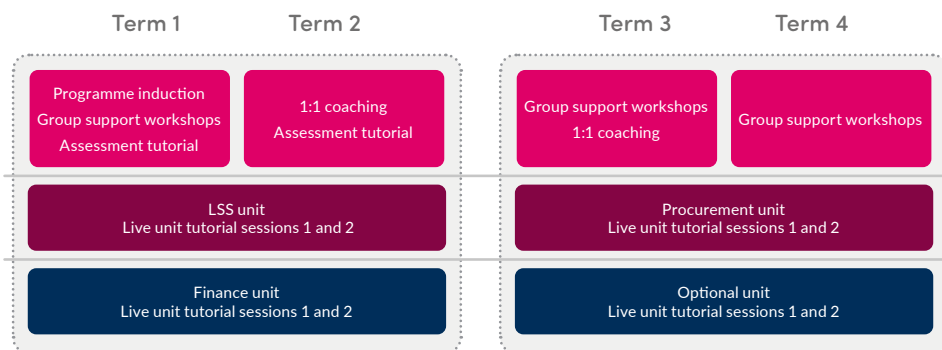 Term 1
Term 2
Term 3
Term 4
Programme induction
Group support workshops
Assessment tutorial
1:1 coaching
Assessment tutorial
Group support workshops
1:1 coaching
Group support workshops
LSS unit
Live unit tutorial sessions 1 and 2
Procurement unit
Live unit tutorial sessions 1 and 2
Finance unit
Live unit tutorial sessions 1 and 2
Optional unit
Live unit tutorial sessions 1 and 2